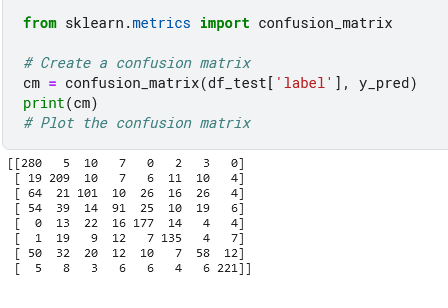 from sklearn.metrics import confusion_matrix
# Create a confusion matrix
cm = confusion_matrix(df_test['label'], y_pred)
print(cm)
# Plot the confusion matrix
[[280 5 10 7 0 2 3 0]
[ 19 209 10 7 6 11 10 4]
[ 64 21 101 10 26 16 26 4]
[ 54 39 14 91 25 10 19 6]
[ 0 13 22 16 177 14 4 4]
[ 1 19 9 12 7 135 4 7]
[ 50 32 20 12 10 7 58 12]
[ 5 8 3 6 6 4 6 221]]